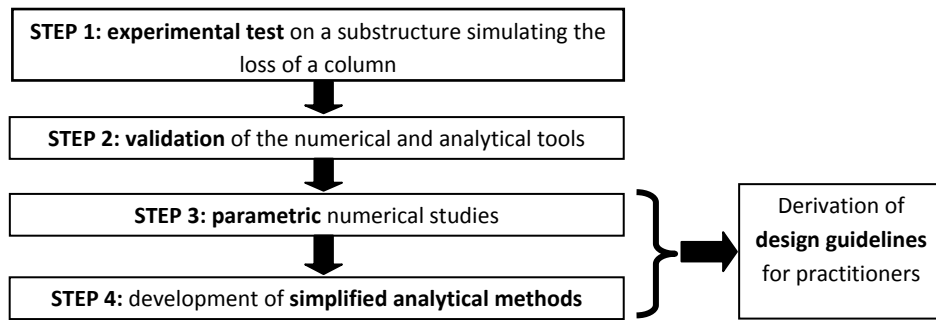 STEP 1: experimental test on a substructure simulating the
loss of a column
STEP 2: validation of the numerical and analytical tools
STEP 3: parametric numerical studies
STEP 4: development of simplified analytical methods
Derivation of
design guidelines
for practitioners